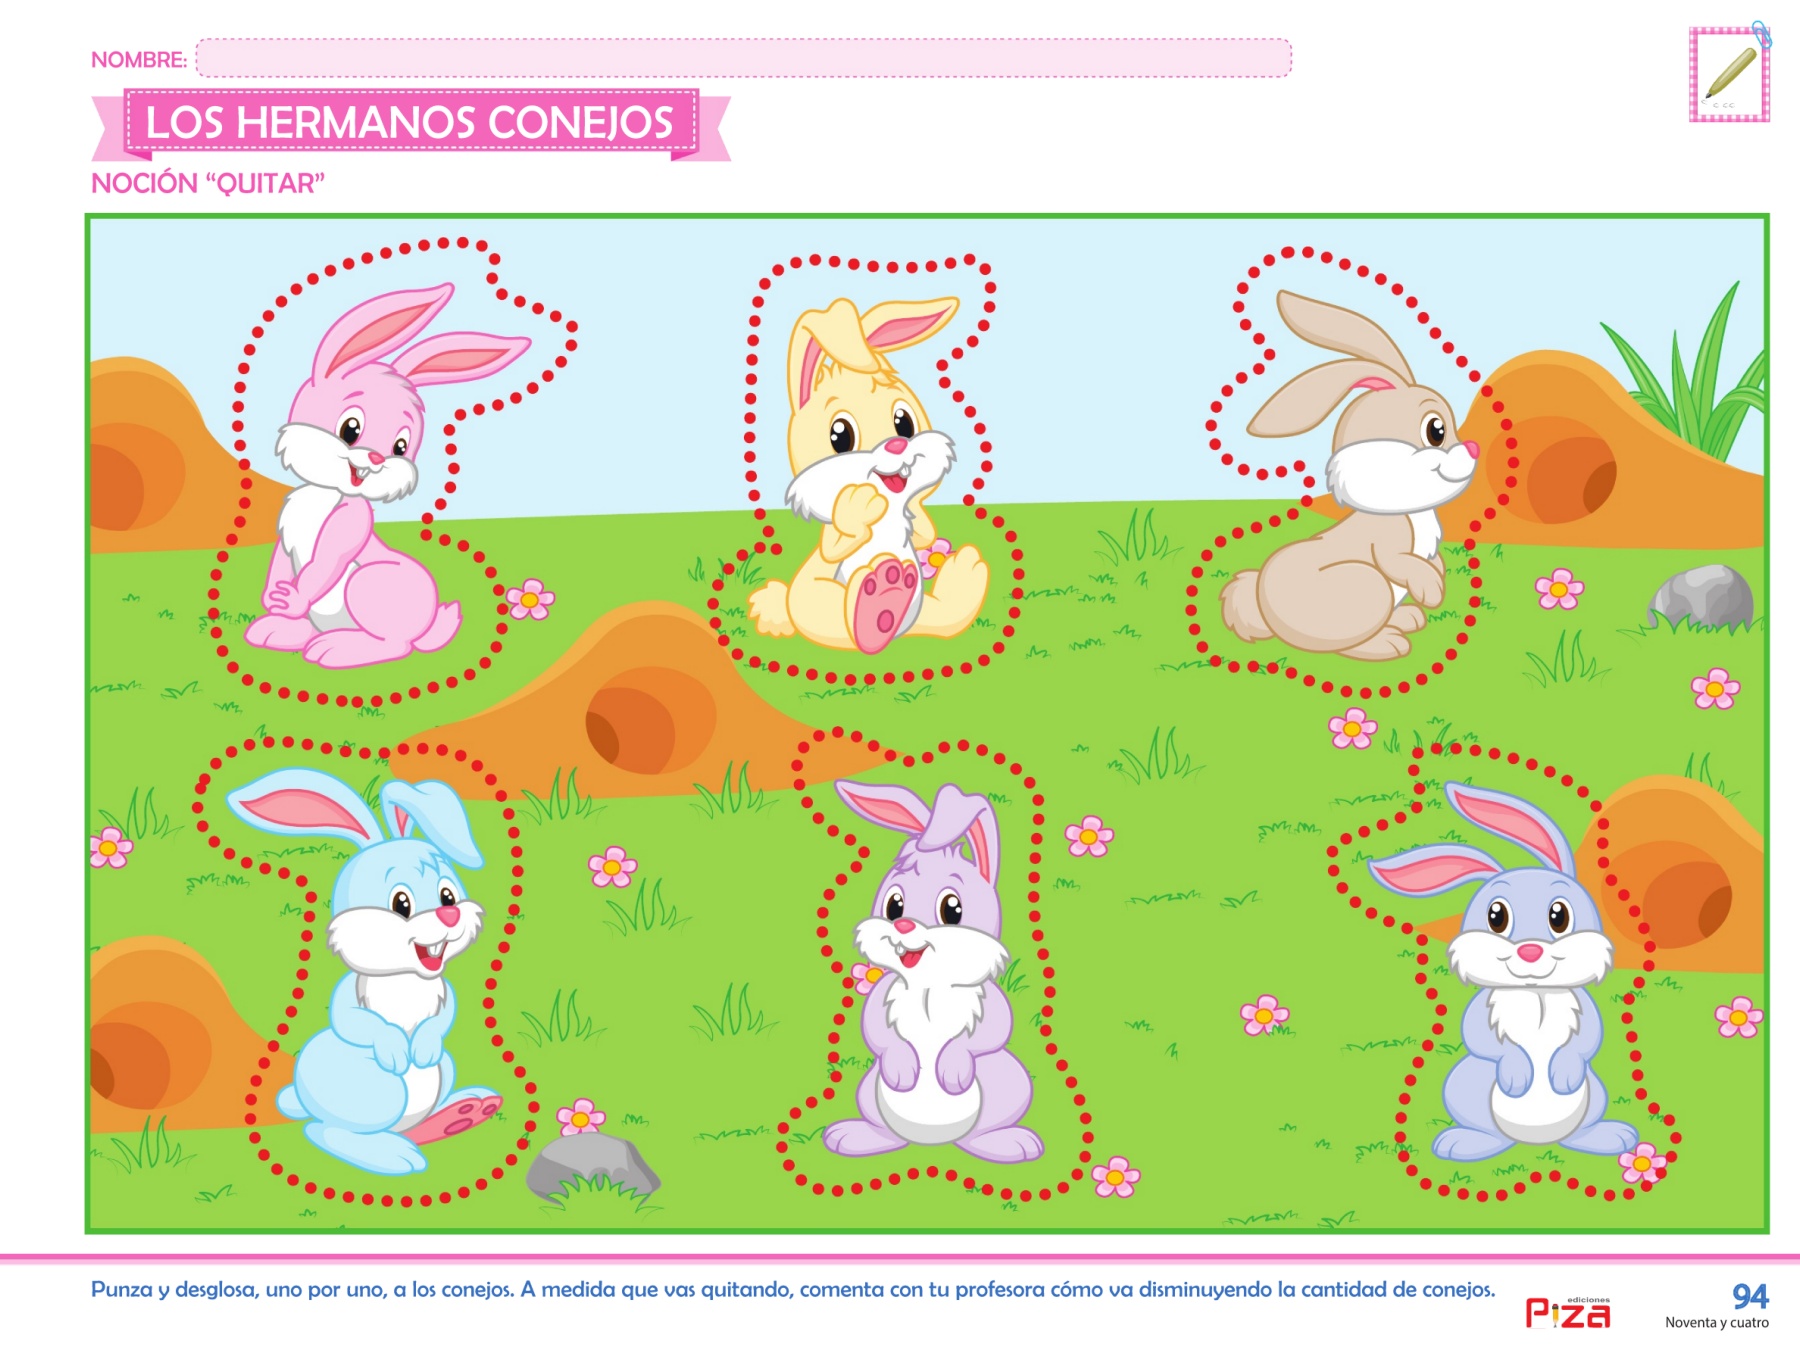 NOMBRE:
LOS HERMANOS CONEJOS
NOCIÓN “QUITAR”
Punza y desglosa, uno por uno, a los conejos. A medida que vas quitando, comenta con tu profesora cómo va disminuyendo la cantidad de conejos.
ediciones
Piza
94
Noventa y cuatro